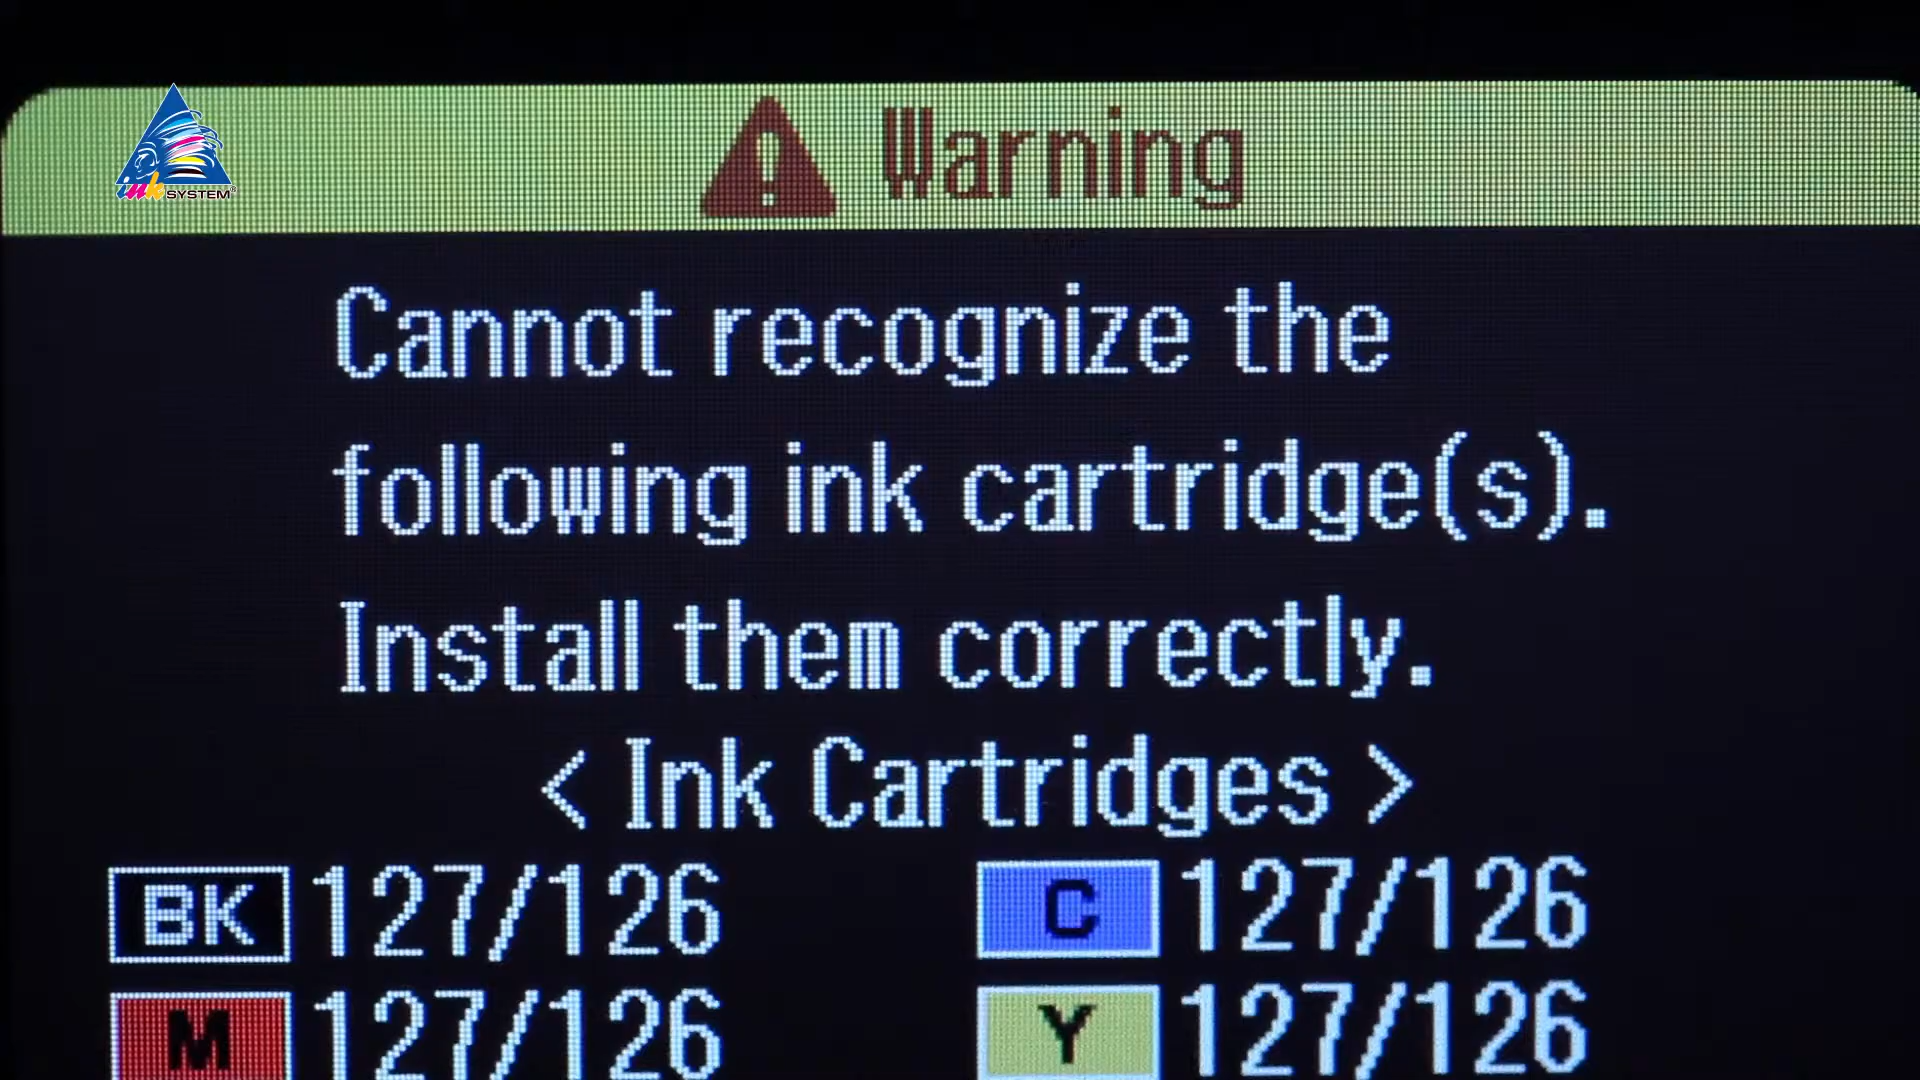 ink SYSTEM®
Warning
Cannot recognize the
following ink cartridge(s).
Install them correctly.
< Ink Cartridges >
BK 127/126 C 127/126
M 127/126 Y 127/126